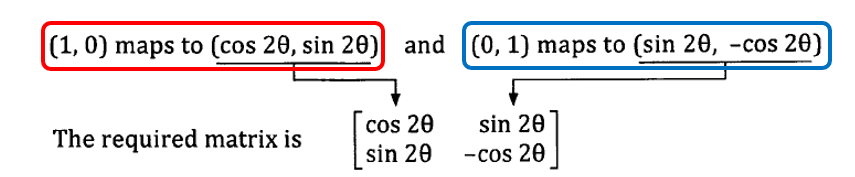 (1, 0) maps to (cos 2θ, sin 2θ) and (0, 1) maps to (sin 2θ, –cos 2θ)
cos 2θ sin 2θ
The required matrix is
sin 2θ –cos 2θ